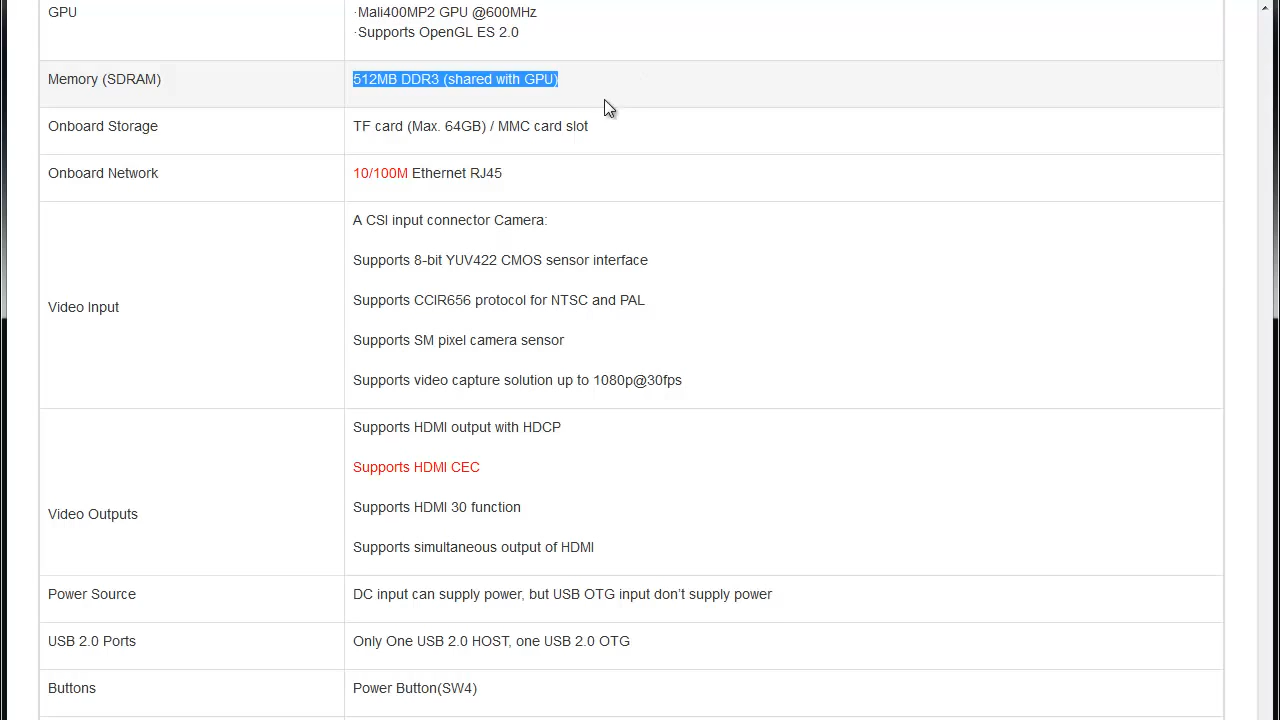 GPU
·Mali400MP2 GPU @600MHz
·Supports OpenGL ES 2.0
Memory (SDRAM)
512MB DDR3 (shared with GPU)
Onboard Storage
TF card (Max. 64GB) / MMC card slot
Onboard Network
10/100M Ethernet RJ45
Video Input
A CSI input connector Camera:
Supports 8-bit YUV422 CMOS sensor interface
Supports CCIR656 protocol for NTSC and PAL
Supports SM pixel camera sensor
Supports video capture solution up to 1080p@30fps
Video Outputs
Supports HDMI output with HDCP
Supports HDMI CEC
Supports HDMI 30 function
Supports simultaneous output of HDMI
Power Source
DC input can supply power, but USB OTG input don’t supply power
USB 2.0 Ports
Only One USB 2.0 HOST, one USB 2.0 OTG
Buttons
Power Button(SW4)